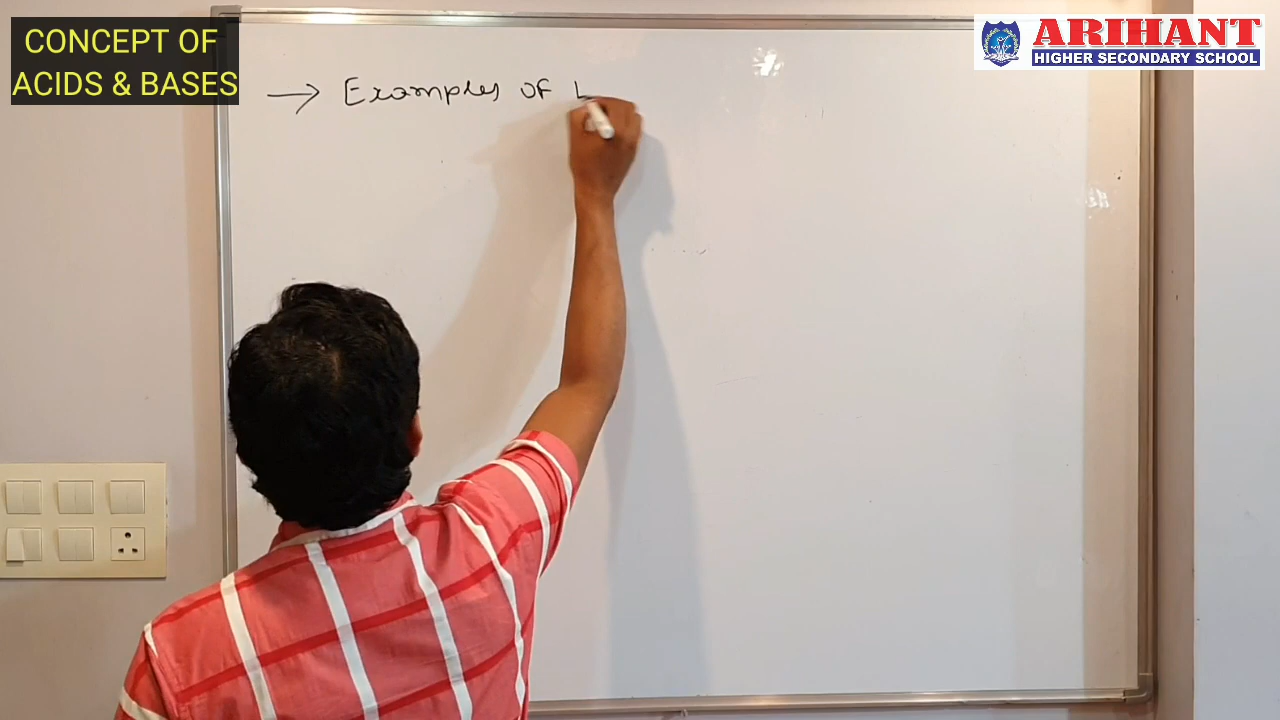 CONCEPT OF
ACIDS & BASES
ARIHANT
HIGHER SECONDARY SCHOOL
→ Examples of L